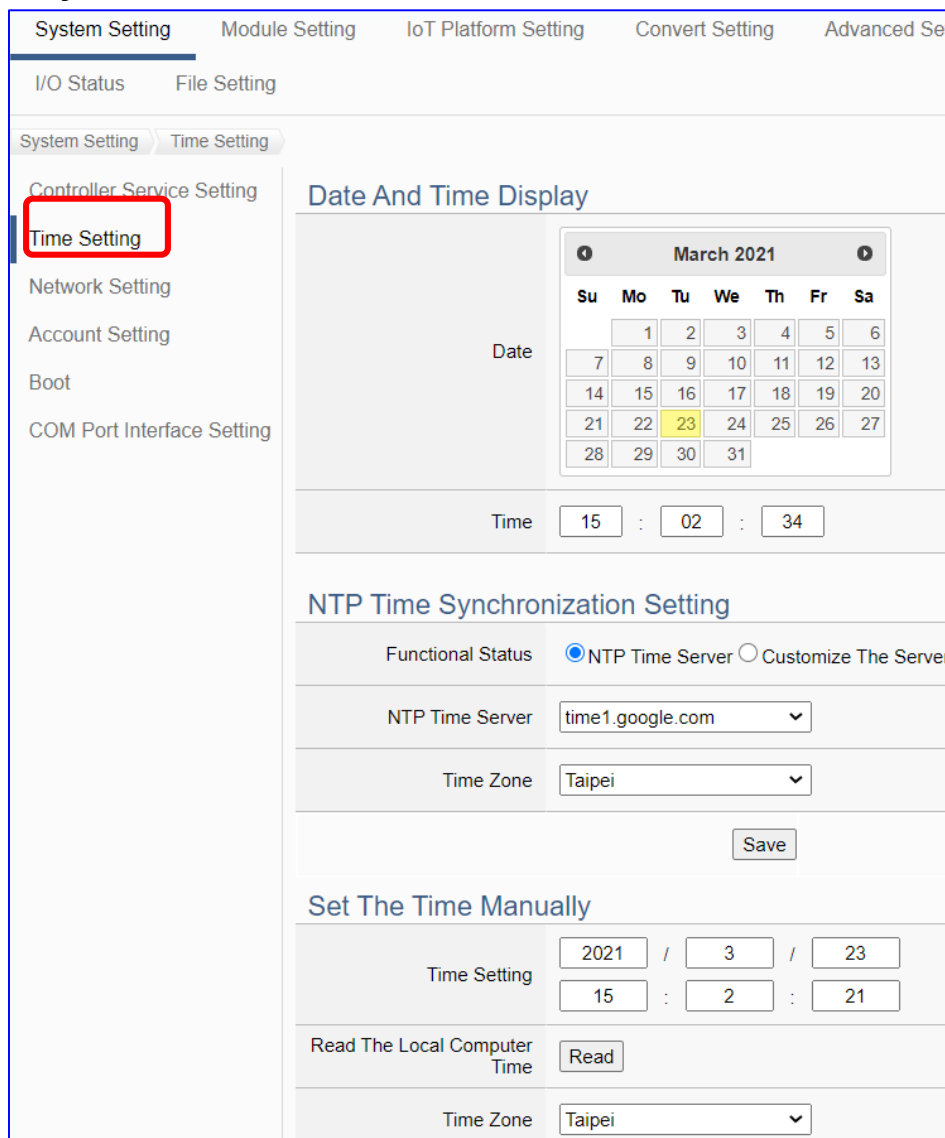 System Setting Module Setting IoT Platform Setting Convert Setting Advanced Se
I/O Status File Setting
System Setting Time Setting
Controller Service Setting
Time Setting
Network Setting
Account Setting
Boot
COM Port Interface Setting
Date And Time Display
Date
March 2021
Su Mo Tu We Th Fr Sa
1 2 3 4 5 6
7 8 9 10 11 12 13
14 15 16 17 18 19 20
21 22 23 24 25 26 27
28 29 30 31
Time 15 : 02 : 34
NTP Time Synchronization Setting
Functional Status NTP Time Server Customize The Server
NTP Time Server time1.google.com
Time Zone Taipei
Save
Set The Time Manually
Time Setting
2021 / 3 / 23
15 : 2 : 21
Read The Local Computer
Time
Read
Time Zone Taipei